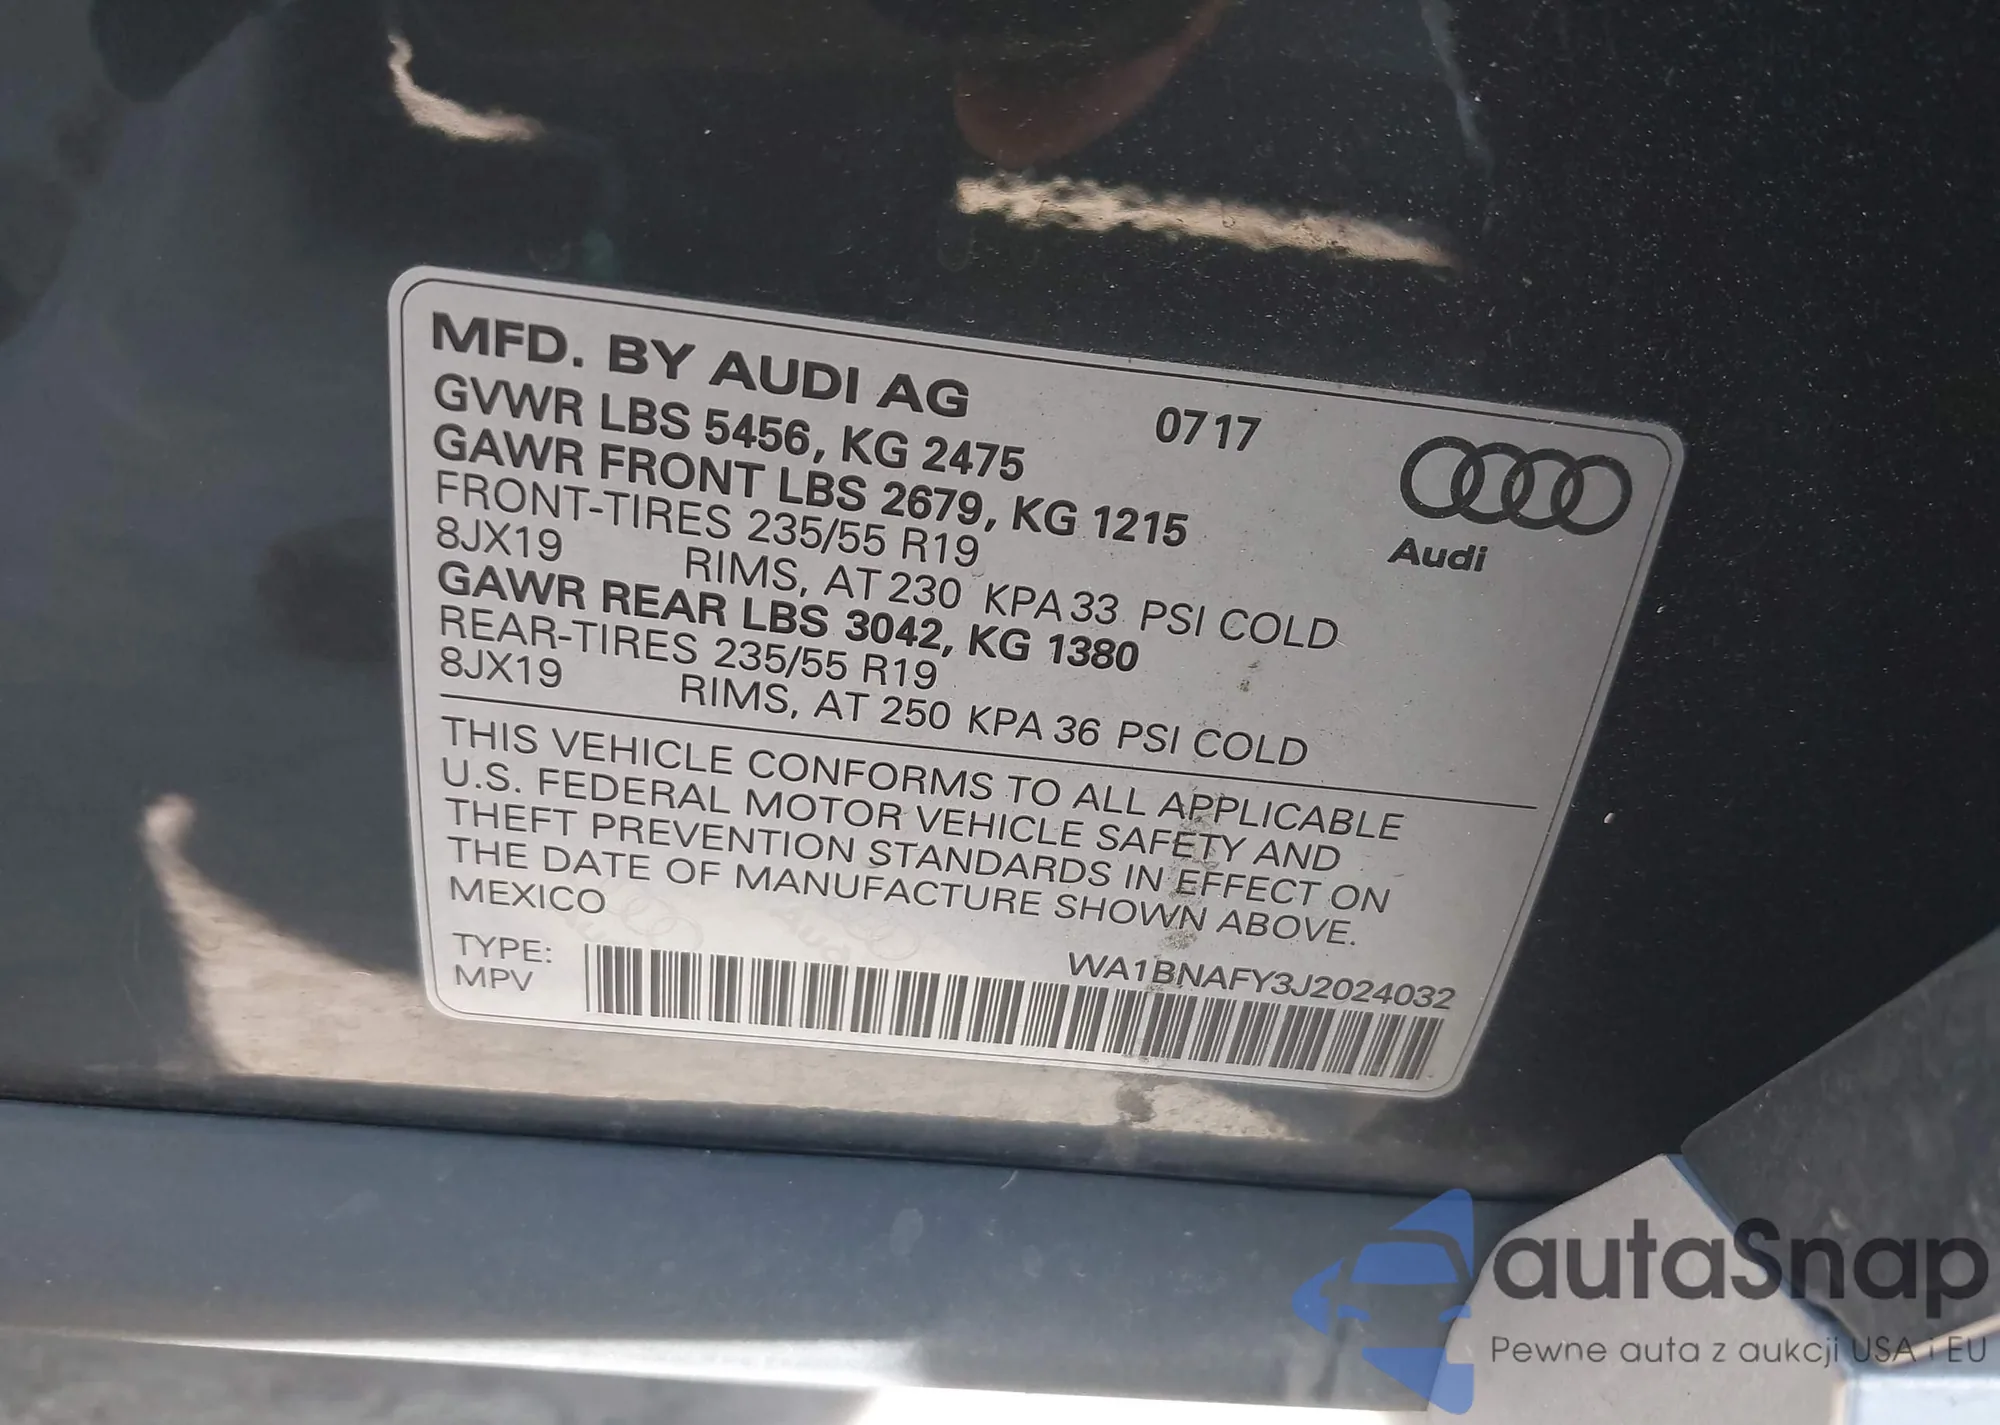 MFD. BY AUDI AG 0717
GVWR LBS 5456, KG 2475
GAWR FRONT LBS 2679, KG 1215
FRONT-TIRES 235/55 R19
8JX19 RIMS, AT 230 KPA 33 PSI COLD
GAWR REAR LBS 3042, KG 1380
REAR-TIRES 235/55 R19
8JX19 RIMS, AT 250 KPA 36 PSI COLD
Audi
THIS VEHICLE CONFORMS TO ALL APPLICABLE
U.S. FEDERAL MOTOR VEHICLE SAFETY AND
THEFT PREVENTION STANDARDS IN EFFECT ON
THE DATE OF MANUFACTURE SHOWN ABOVE.
MEXICO
TYPE: WA1BNAFY3J2024032
MPV
autaSnap
Pewne auta z aukcji USA i EU